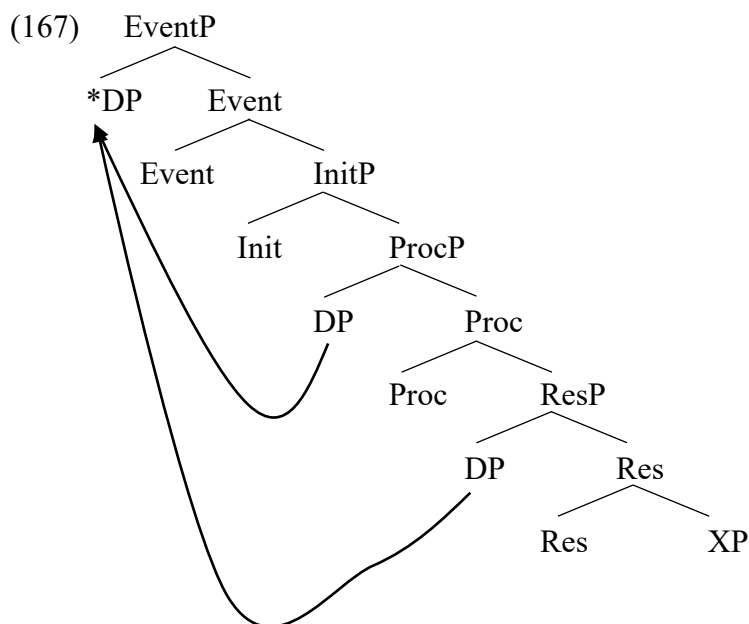 (167) EventP
*DP Event
Event InitP
Init ProcP
DP Proc
Proc ResP
DP Res
Res XP